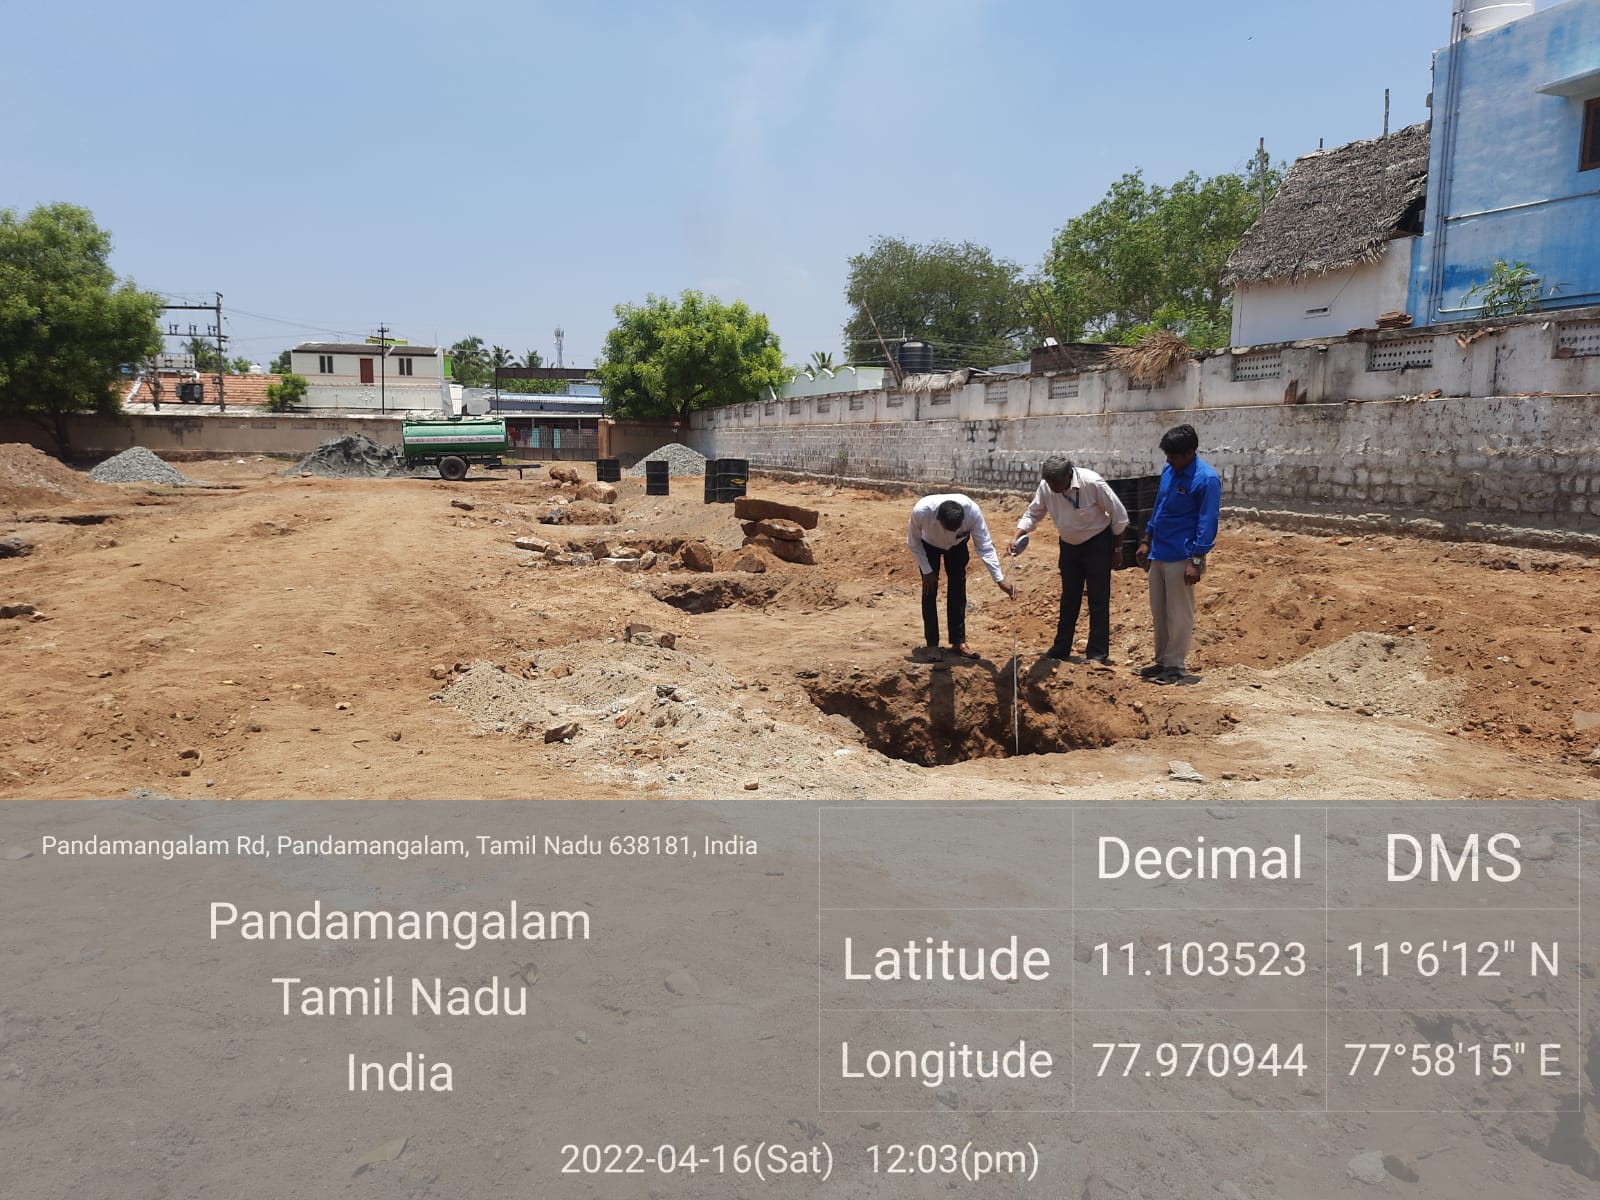 Pandamangalam Rd, Pandamangalam, Tamil Nadu 638181, India
Pandamangalam
Tamil Nadu
India
Decimal DMS
Latitude 11.103523 11°6'12" N
Longitude 77.970944 77°58'15" E
2022-04-16(Sat) 12:03(pm)